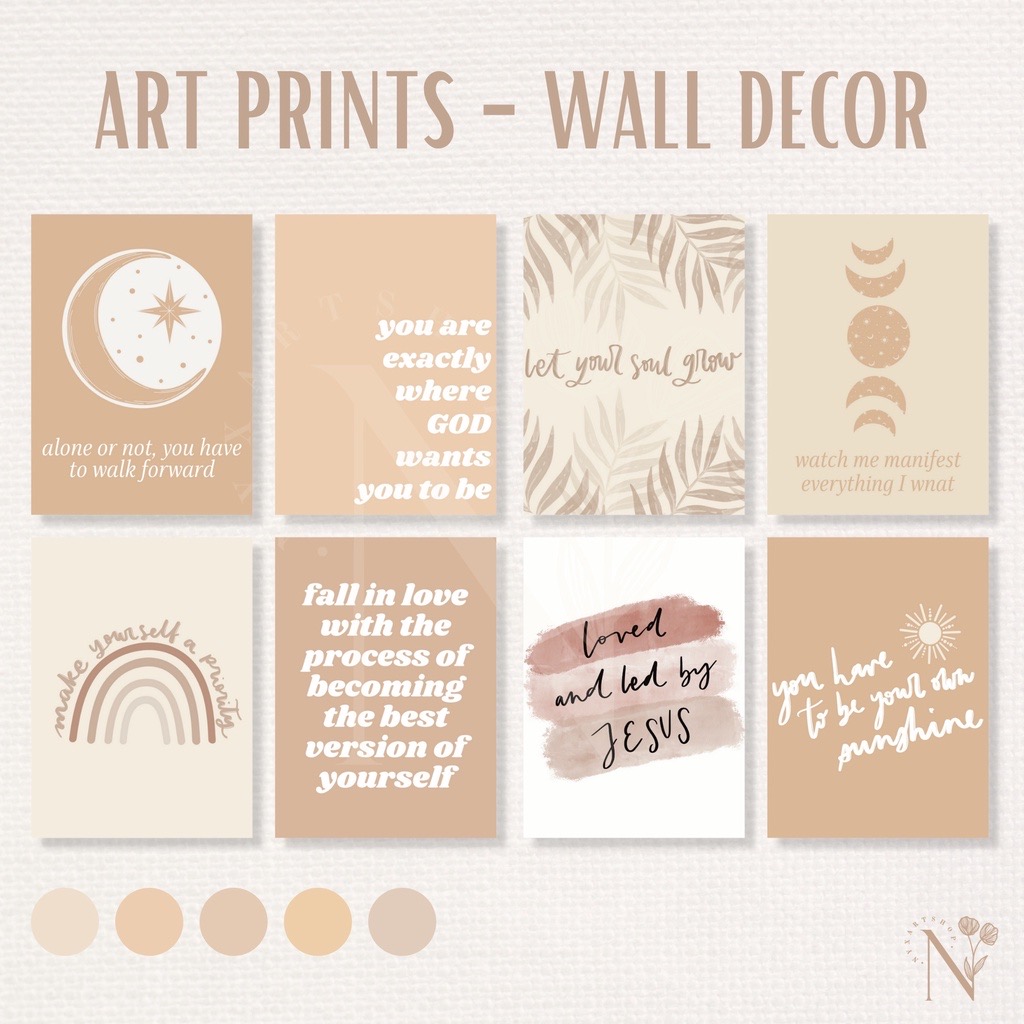 ART PRINTS - WALL DECOR
alone or not, you have
to walk forward
you are
exactly
where
GOD
wants
you to be
let your soul grow
watch me manifest
everything I wnat
make yourself a priority
fall in love
with the
process of
becoming
the best
version of
yourself
loved
and led by
JESUS
you have
to be your own
sunshine
N